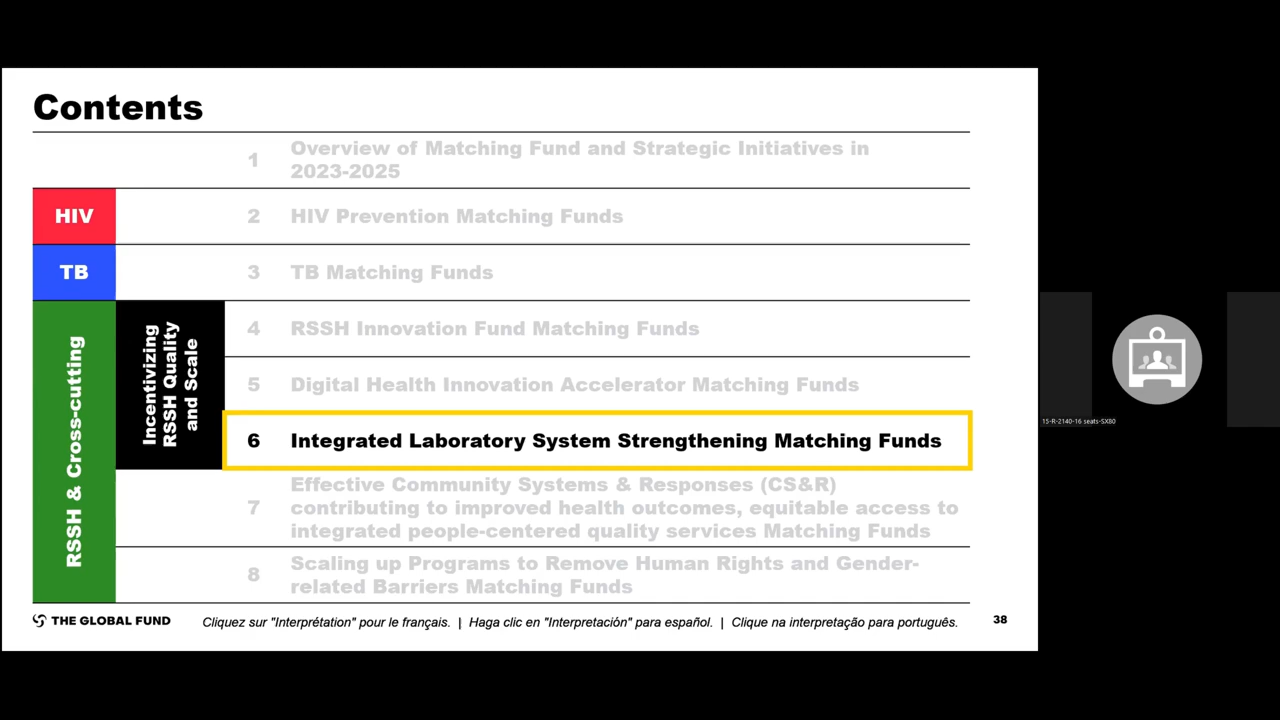 Contents
1
Overview of Matching Fund and Strategic Initiatives in
2023-2025
HIV
2
HIV Prevention Matching Funds
TB
3
TB Matching Funds
RSSH & Cross-cutting
Incentivizing
RSSH Quality
and Scale
4
RSSH Innovation Fund Matching Funds
5
Digital Health Innovation Accelerator Matching Funds
6
Integrated Laboratory System Strengthening Matching Funds
7
Effective Community Systems & Responses (CS&R)
contributing to improved health outcomes, equitable access to
integrated people-centered quality services Matching Funds
8
Scaling up Programs to Remove Human Rights and Gender-
related Barriers Matching Funds
THE GLOBAL FUND
Cliquez sur "Interprétation" pour le français. | Haga clic en "Interpretación" para español. | Clique na interpretação para português.
38
15-R-2140-16 seats-SX80